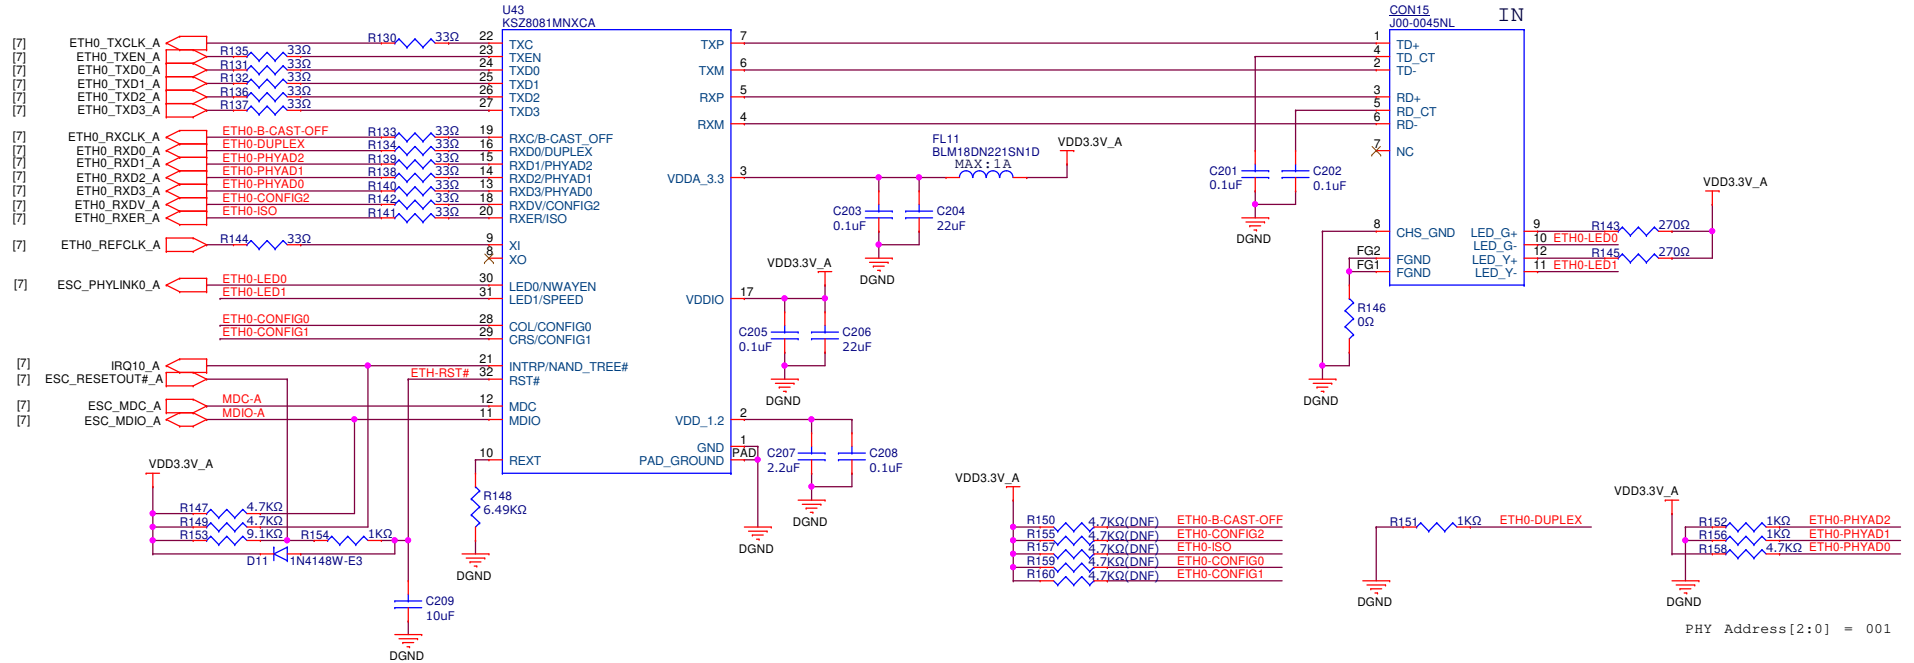 U43
KSZ8081MNXCA
CON15
J00-0045NL
IN
[7] ETH0_TXCLK_A R130 33Ω 22 TXC
[7] ETH0_TXEN_A R135 33Ω 23 TXEN
[7] ETH0_TXD0_A R131 33Ω 24 TXD0
[7] ETH0_TXD1_A R132 33Ω 25 TXD1
[7] ETH0_TXD2_A R136 33Ω 26 TXD2
[7] ETH0_TXD3_A R137 33Ω 27 TXD3
[7] ETH0_RXCLK_A ETH0-B-CAST-OFF R133 33Ω 19 RXC/B-CAST_OFF
[7] ETH0_RXD0_A ETH0-DUPLEX R134 33Ω 16 RXD0/DUPLEX
[7] ETH0_RXD1_A ETH0-PHYAD2 R139 33Ω 15 RXD1/PHYAD2
[7] ETH0_RXD2_A ETH0-PHYAD1 R138 33Ω 14 RXD2/PHYAD1
[7] ETH0_RXD3_A ETH0-PHYAD0 R140 33Ω 13 RXD3/PHYAD0
[7] ETH0_RXDV_A ETH0-CONFIG2 R142 33Ω 18 RXDV/CONFIG2
[7] ETH0_RXER_A ETH0-ISO R141 33Ω 20 RXER/ISO
[7] ETH0_REFCLK_A R144 33Ω 9 XI
8 XO
[7] ESC_PHYLINK0_A ETH0-LED0 30 LED0/NWAYEN
ETH0-LED1 31 LED1/SPEED
ETH0-CONFIG0 28 COL/CONFIG0
ETH0-CONFIG1 29 CRS/CONFIG1
[7] IRQ10_A 21 INTRP/NAND_TREE#
[7] ESC_RESETOUT#_A ETH-RST# 32 RST#
[7] ESC_MDC_A MDC-A 12 MDC
[7] ESC_MDIO_A MDIO-A 11 MDIO
10 REXT
TXP 7
TXM 6
RXP 5
RXM 4
VDDA_3.3 3
VDDIO 17
VDD_1.2 2
GND 1
PAD_GROUND PAD
1 TD+
4 TD_CT
2 TD-
3 RD+
5 RD_CT
6 RD-
7 NC
8 CHS_GND
FG2 FGND
FG1 FGND
LED_G+ 9 R143 270Ω
LED_G- 10 ETH0-LED0
LED_Y+ 12 R145 270Ω
LED_Y- 11 ETH0-LED1
VDD3.3V_A
FL11
BLM18DN221SN1D
MAX:1A
VDD3.3V_A
C201
0.1uF
C202
0.1uF
DGND
C203
0.1uF
C204
22uF
DGND
VDD3.3V_A
C205
0.1uF
C206
22uF
DGND
R146
0Ω
DGND
C207
2.2uF
C208
0.1uF
DGND
DGND
VDD3.3V_A
R147 4.7KΩ
R149 4.7KΩ
R153 9.1KΩ R154 1KΩ
D11 1N4148W-E3
C209
10uF
DGND
R148
6.49KΩ
DGND
VDD3.3V_A
R150 4.7KΩ(DNF) ETH0-B-CAST-OFF
R155 4.7KΩ(DNF) ETH0-CONFIG2
R157 4.7KΩ(DNF) ETH0-ISO
R159 4.7KΩ(DNF) ETH0-CONFIG0
R160 4.7KΩ(DNF) ETH0-CONFIG1
R151 1KΩ ETH0-DUPLEX
DGND
VDD3.3V_A
R152 1KΩ ETH0-PHYAD2
R156 1KΩ ETH0-PHYAD1
R158 4.7KΩ ETH0-PHYAD0
DGND
PHY Address[2:0] = 001